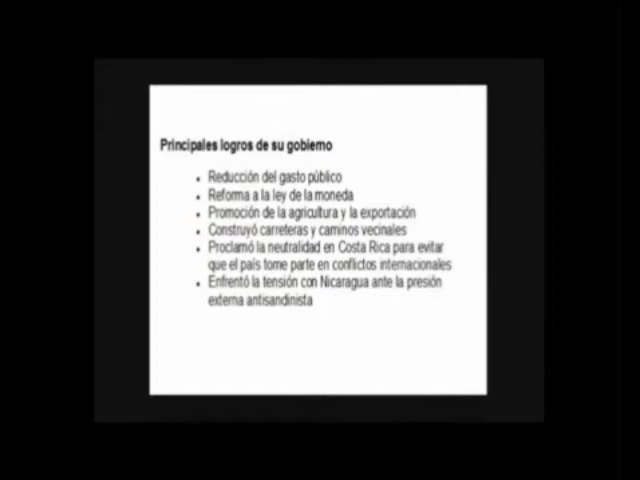 Principales logros de su gobierno
• Reducción del gasto público
• Reforma a la ley de la moneda
• Promoción de la agricultura y la exportación
• Construyó carreteras y caminos vecinales
• Proclamó la neutralidad en Costa Rica para evitar
que el país tome parte en conflictos internacionales
• Enfrentó la tensión con Nicaragua ante la presión
externa antisandinista